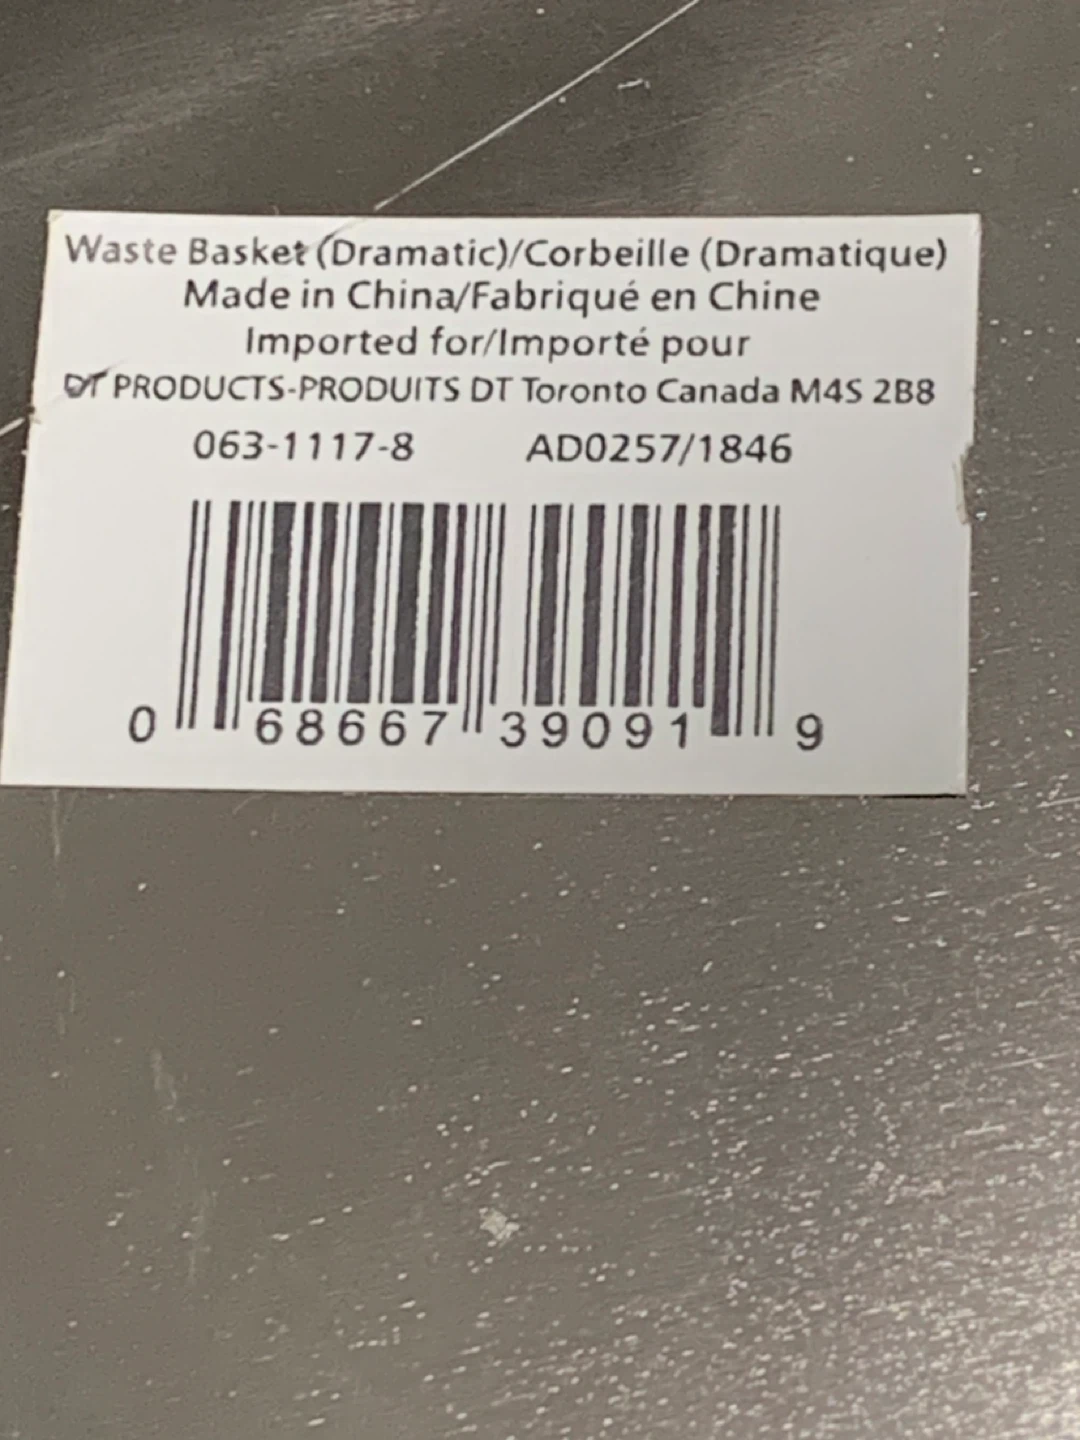 Waste Basket (Dramatic)/Corbeille (Dramatique)
Made in China/Fabriqué en Chine
Imported for/Importé pour
DT PRODUCTS-PRODUITS DT Toronto Canada M4S 2B8
063-1117-8 AD0257/1846
0 68667 39091 9